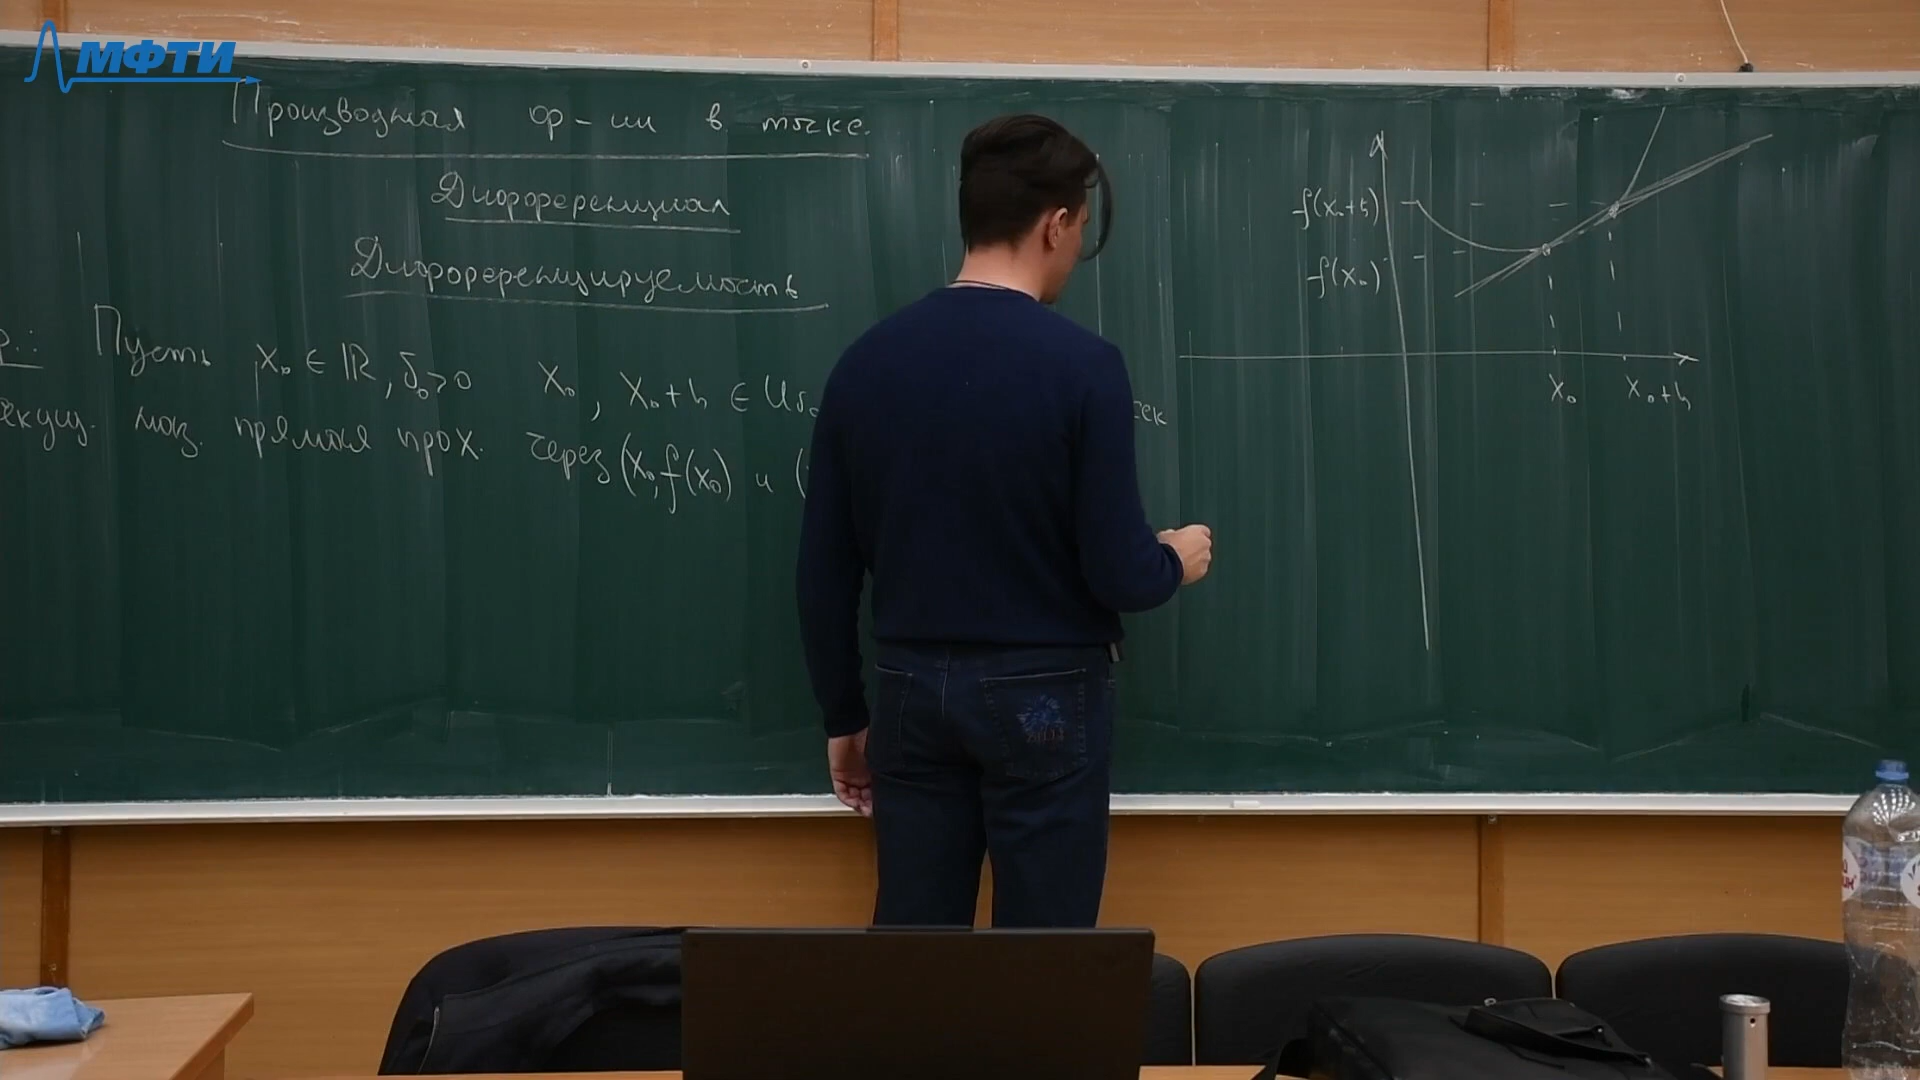 МФТИ
Производная ф-ии в точке.
Дифференциал
Дифференцируемость
Пусть x₀ ∈ ℝ, δ₀>0 x₀, x₀+h ∈ U
секущ. наз. прямая прох. через (x₀, f(x₀) и (
f(x₀+h)
f(x₀)
x₀ x₀+h